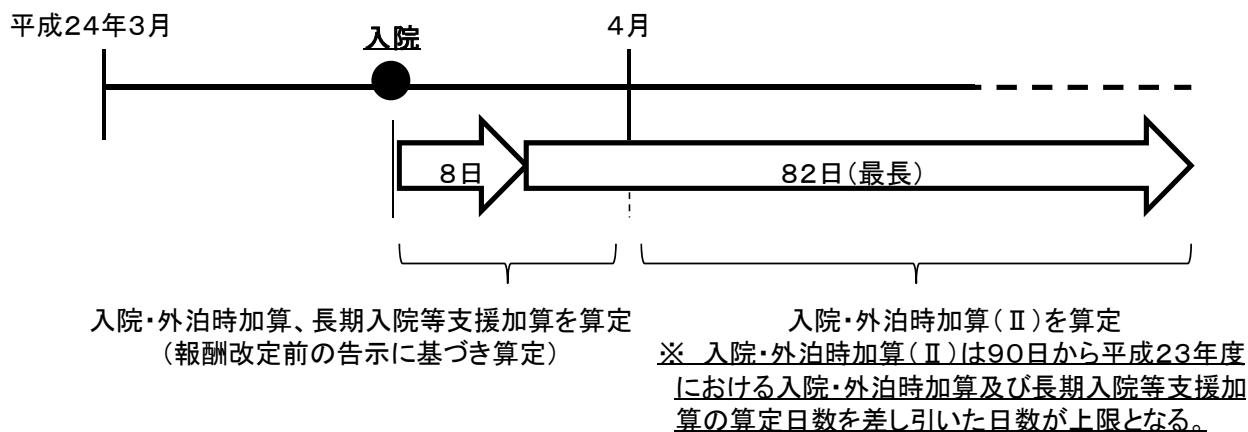 平成24年3月
入院
4月
8日
82日(最長)
入院・外泊時加算、長期入院等支援加算を算定
(報酬改定前の告示に基づき算定)
入院・外泊時加算(Ⅱ)を算定
※ 入院・外泊時加算(Ⅱ)は90日から平成23年度
における入院・外泊時加算及び長期入院等支援加
算の算定日数を差し引いた日数が上限となる。